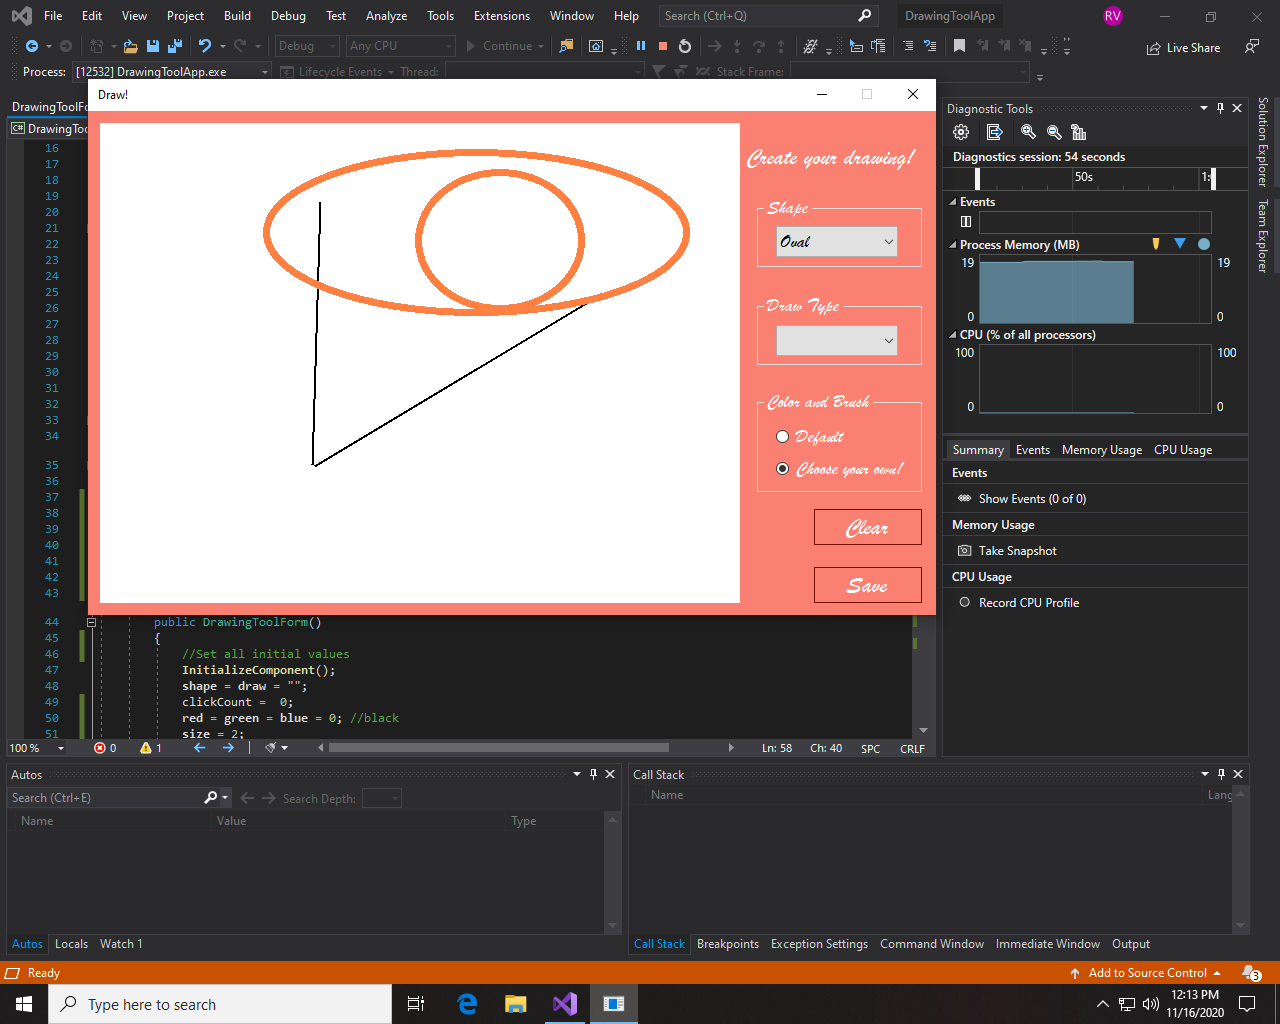 File Edit View Project Build Debug Test Analyze Tools Extensions Window Help Search (Ctrl+Q) DrawingToolApp RV
Debug Any CPU Continue Live Share
Process: [12532] DrawingToolApp.exe Lifecycle Events Thread: Stack Frame:
Draw!
DrawingToolFo
C# DrawingToo
16
17
18
19
20
21
22
23
24
25
26
27
28
29
30
31
32
33
34
35
36
37
38
39
40
41
42
43
Create your drawing!
Shape
Oval
Draw Type
Color and Brush
Default
Choose your own!
Clear
Save
44 public DrawingToolForm()
45 {
46 //Set all initial values
47 InitializeComponent();
48 shape = draw = "";
49 clickCount =  0;
50 red = green = blue = 0; //black
51 size = 2;
100 % 0 1 Ln: 58 Ch: 40 SPC CRLF
Diagnostic Tools
Diagnostics session: 54 seconds
50s 1:
Events
Process Memory (MB)
19 19
0 0
CPU (% of all processors)
100 100
0 0
Summary Events Memory Usage CPU Usage
Events
Show Events (0 of 0)
Memory Usage
Take Snapshot
CPU Usage
Record CPU Profile
Solution Explorer
Team Explorer
Autos
Search (Ctrl+E) Search Depth:
Name Value Type
Autos Locals Watch 1
Call Stack
Name Lang
Call Stack Breakpoints Exception Settings Command Window Immediate Window Output
Ready Add to Source Control 3
Type here to search
12:13 PM
11/16/2020